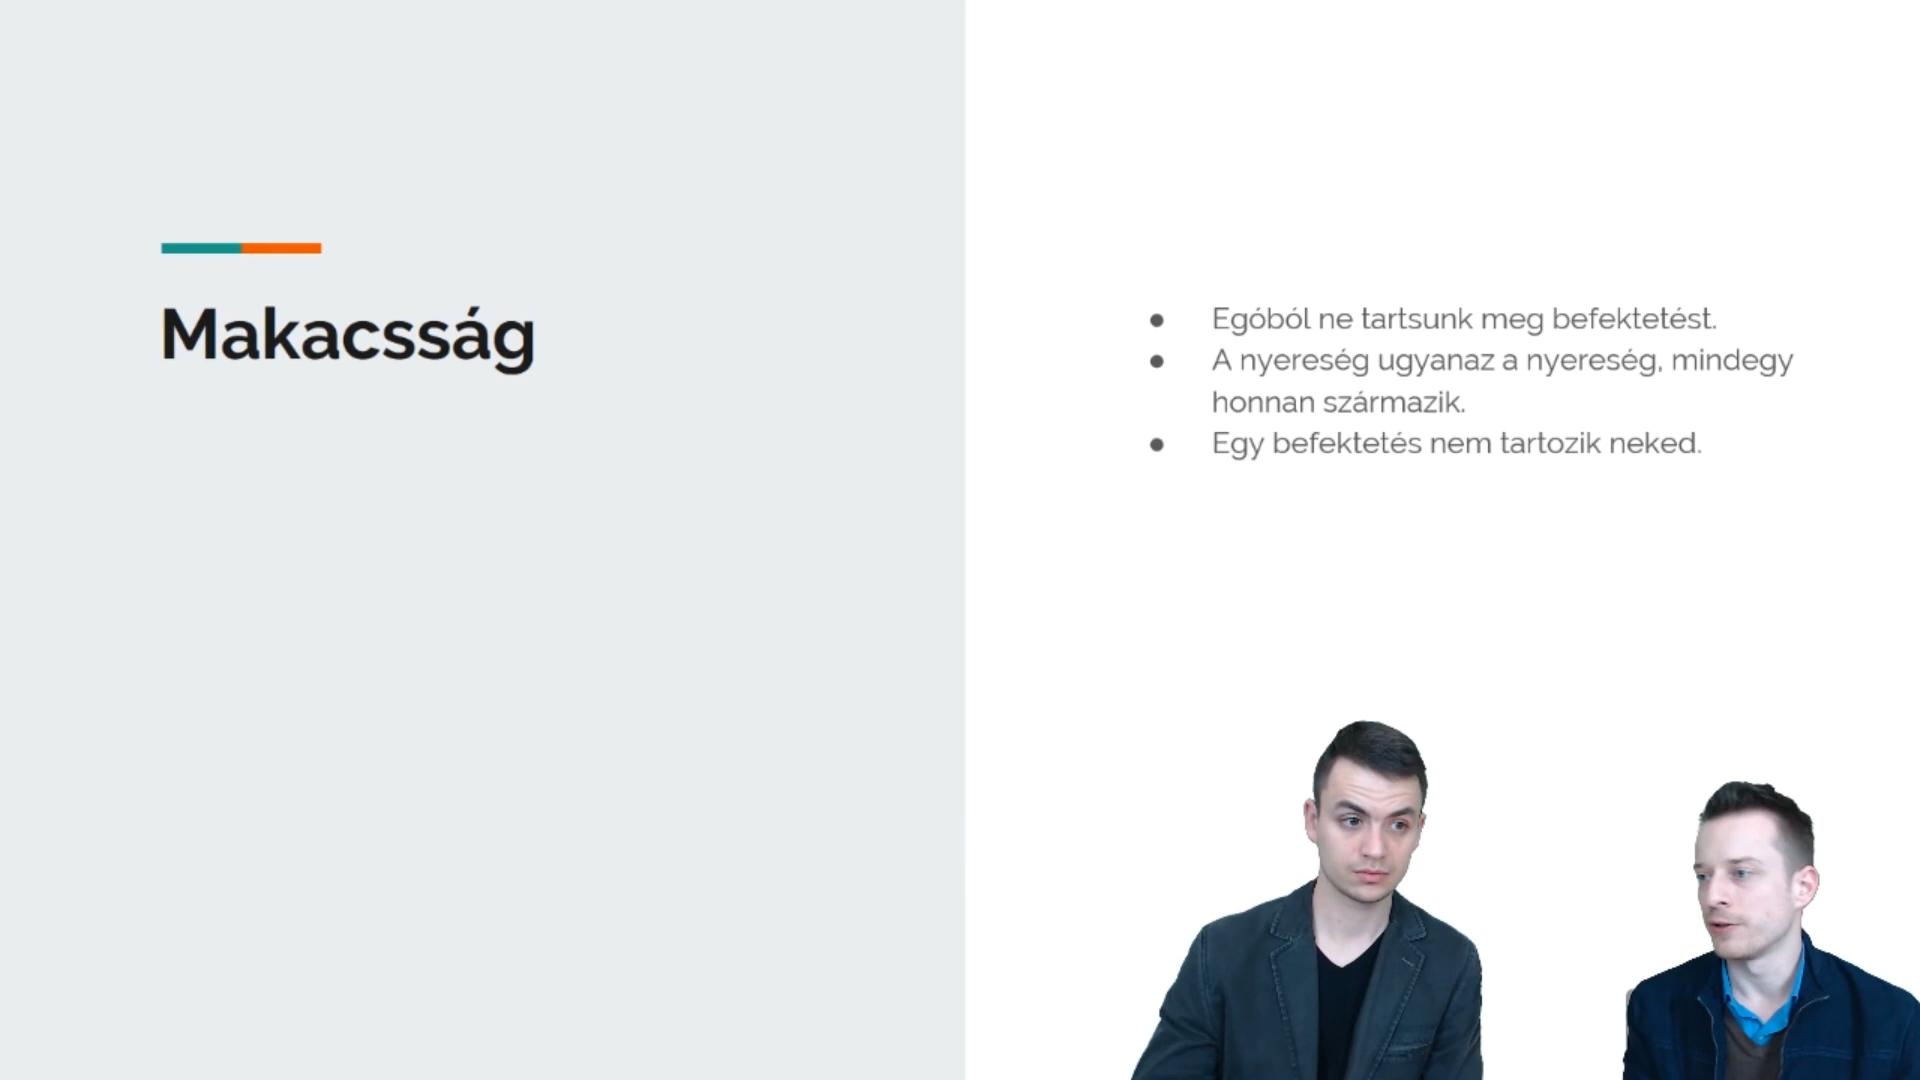 Makacsság
Egóból ne tartsunk meg befektetést.
A nyereség ugyanaz a nyereség, mindegy
honnan származik.
Egy befektetés nem tartozik neked.